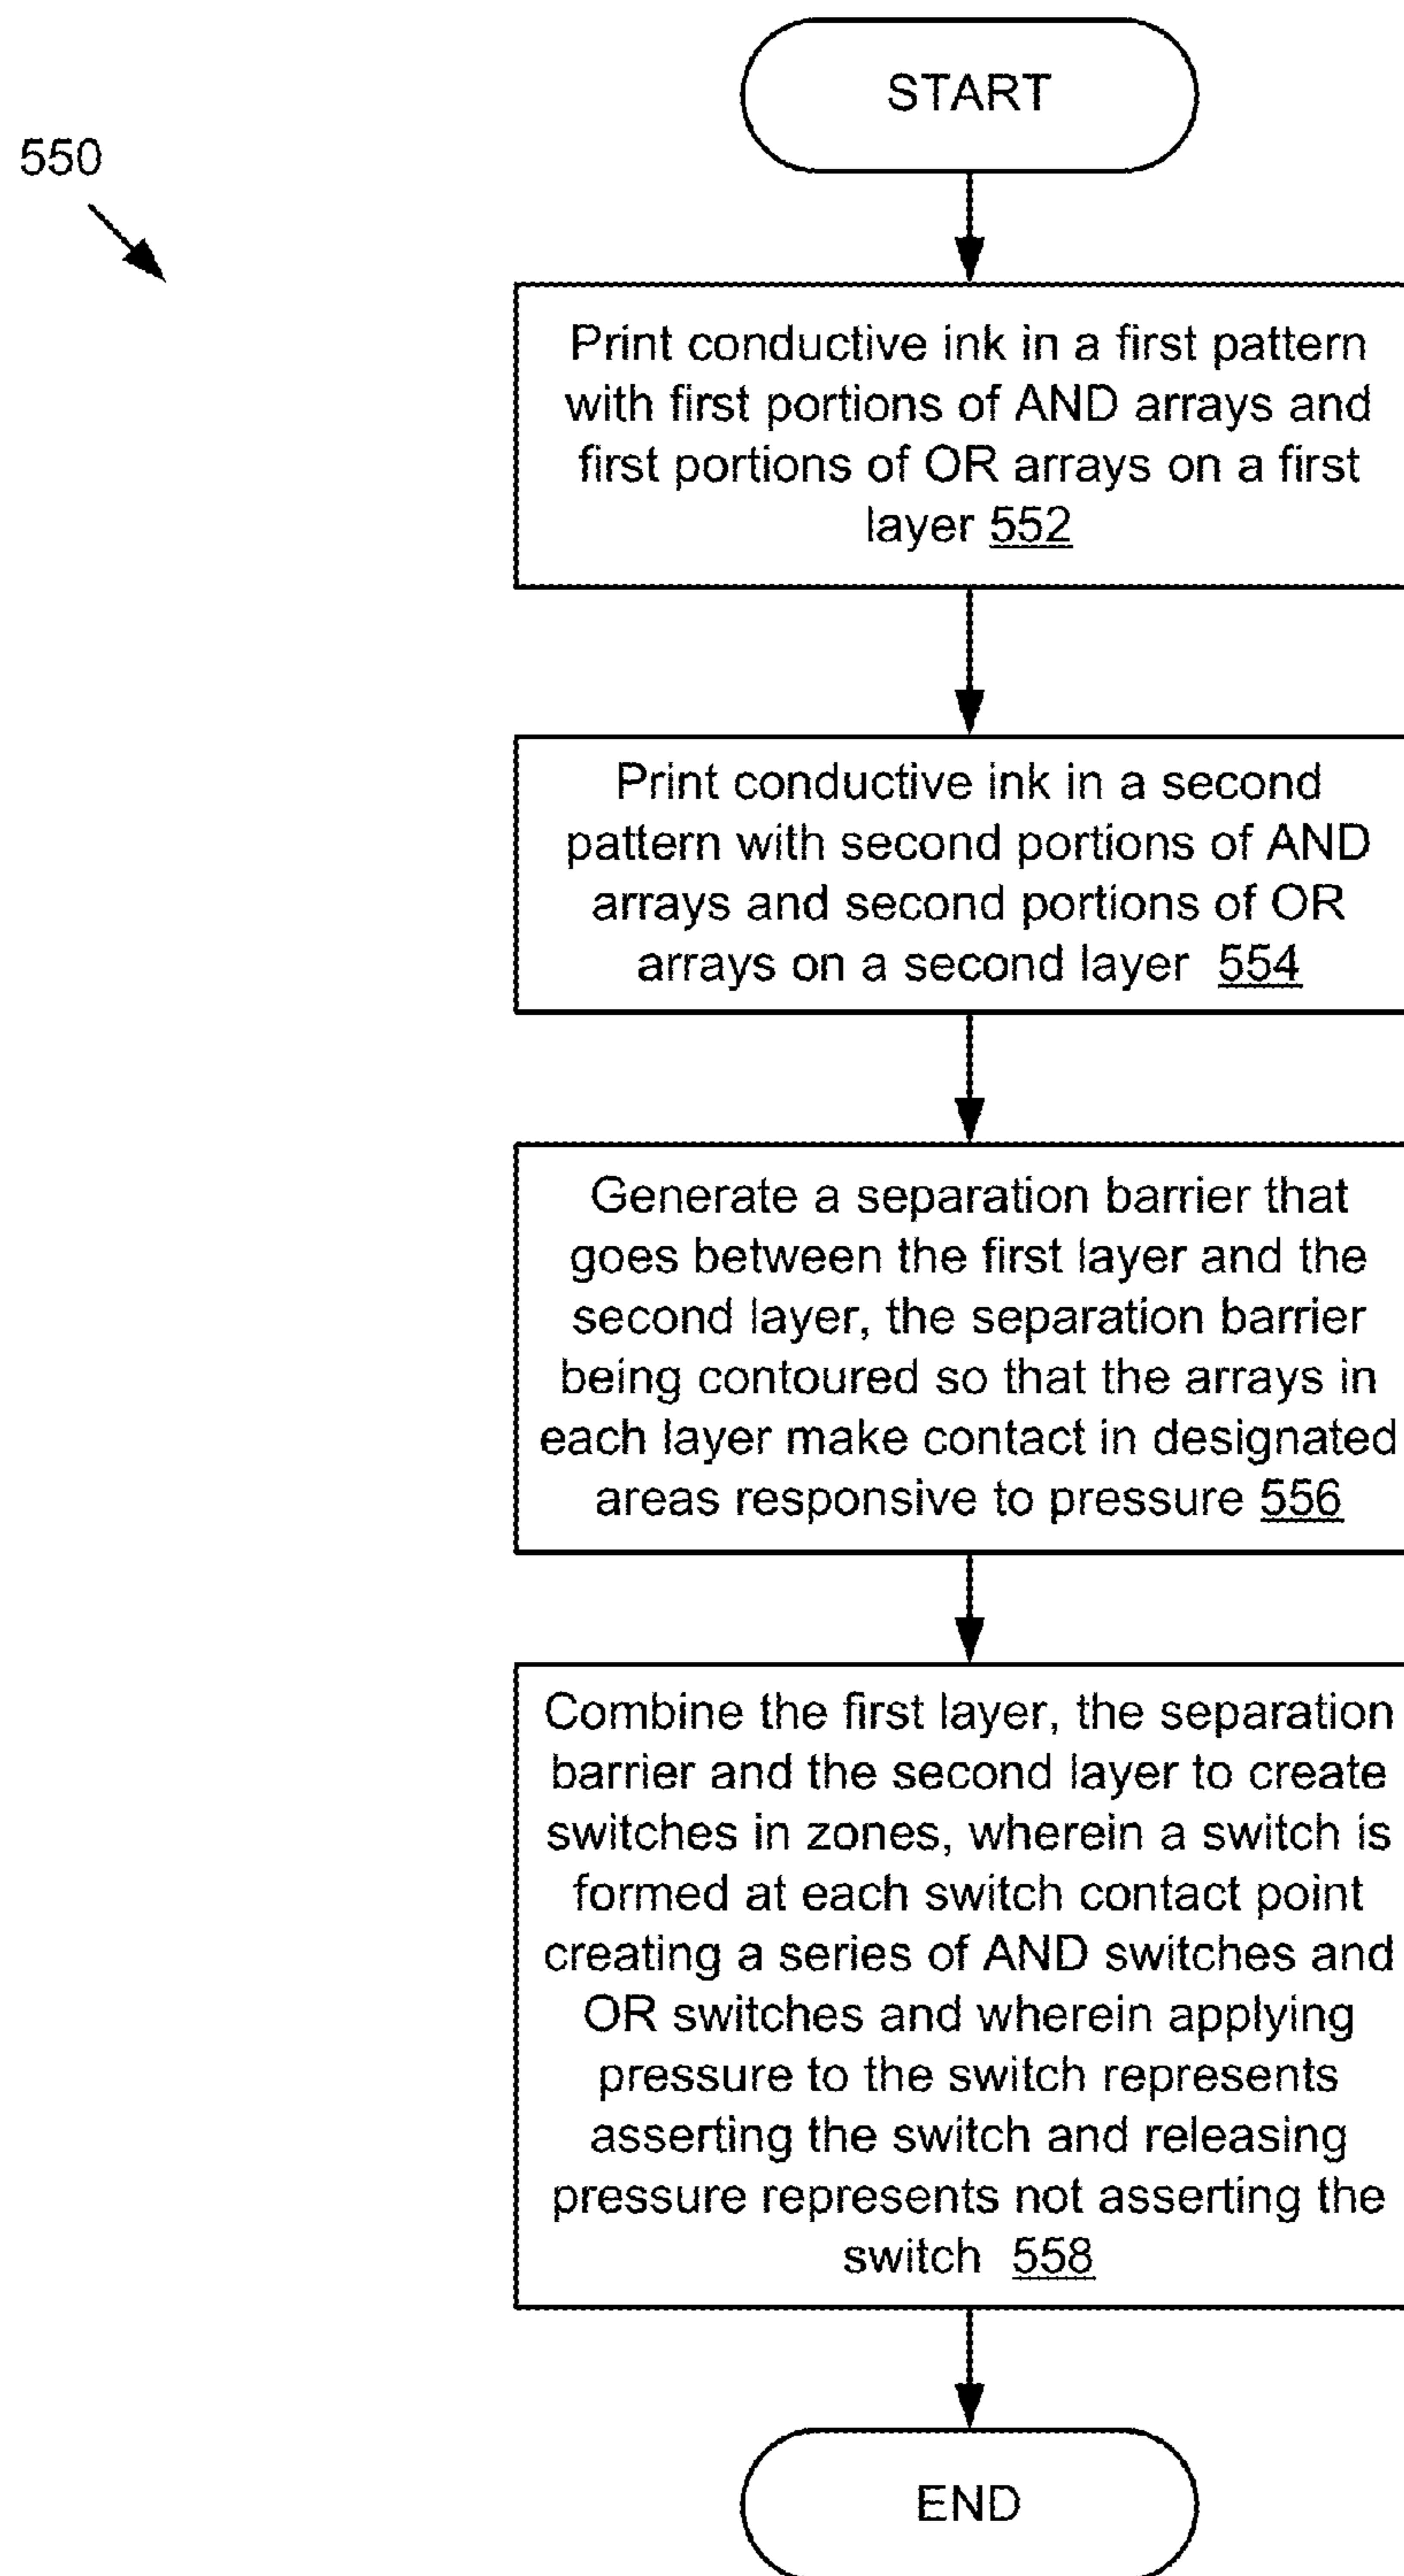 START
550
Print conductive ink in a first pattern
with first portions of AND arrays and
first portions of OR arrays on a first
layer 552
Print conductive ink in a second
pattern with second portions of AND
arrays and second portions of OR
arrays on a second layer 554
Generate a separation barrier that
goes between the first layer and the
second layer, the separation barrier
being contoured so that the arrays in
each layer make contact in designated
areas responsive to pressure 556
Combine the first layer, the separation
barrier and the second layer to create
switches in zones, wherein a switch is
formed at each switch contact point
creating a series of AND switches and
OR switches and wherein applying
pressure to the switch represents
asserting the switch and releasing
pressure represents not asserting the
switch 558
END